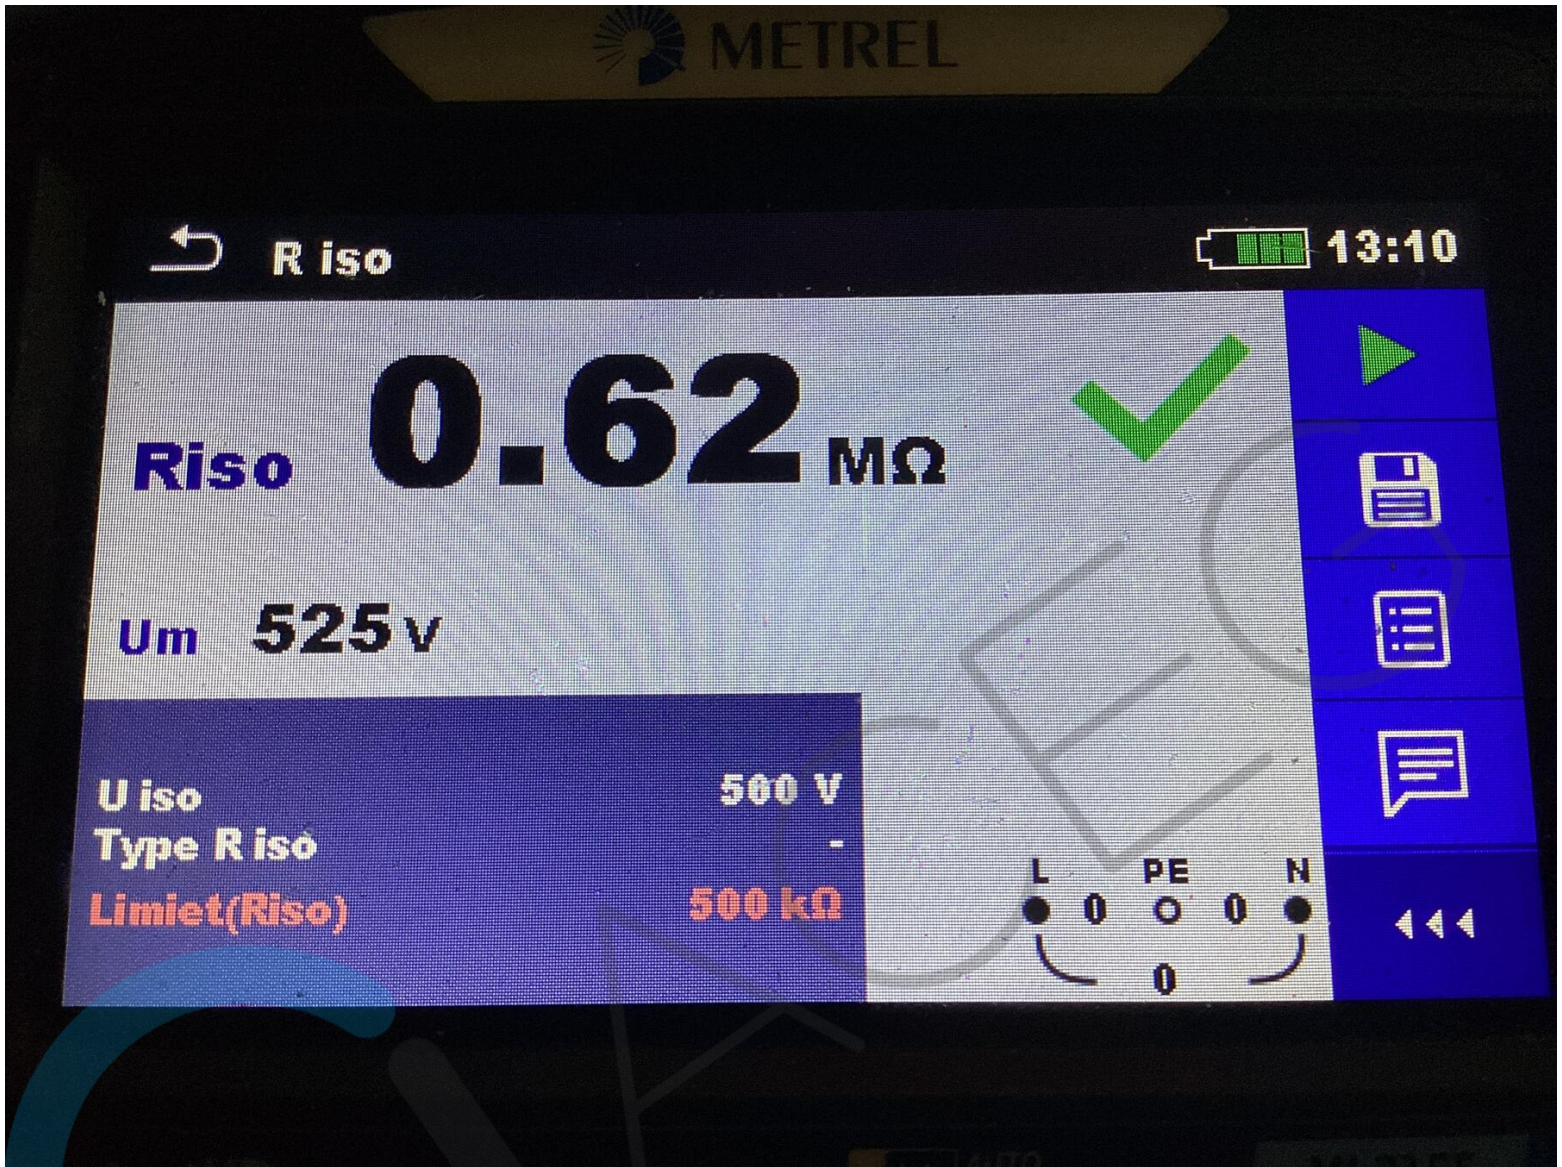 METREL
R iso
13:10
Riso 0.62 MΩ
Um 525 V
U iso 500 V
Type R iso -
Limiet(Riso) 500 kΩ
L PE N
0 0
0